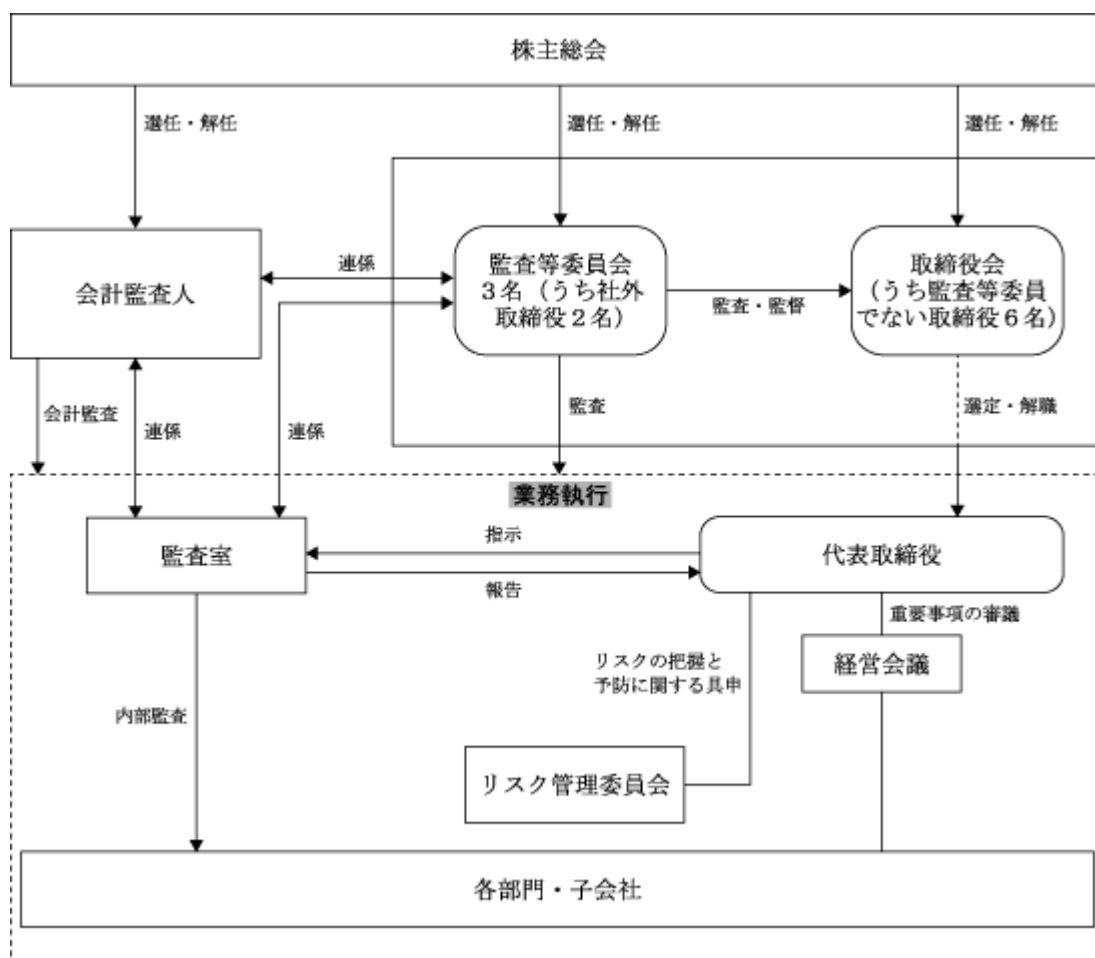 株主総会
選任・解任
選任・解任
選任・解任
会計監査人
連係
監査等委員会
3名（うち社外
取締役2名）
監査・監督
取締役会
（うち監査等委員
でない取締役6名）
会計監査
連係
連係
監査
選定・解職
業務執行
監査室
指示
報告
代表取締役
重要事項の審議
経営会議
リスクの把握と
予防に関する具申
内部監査
リスク管理委員会
各部門・子会社